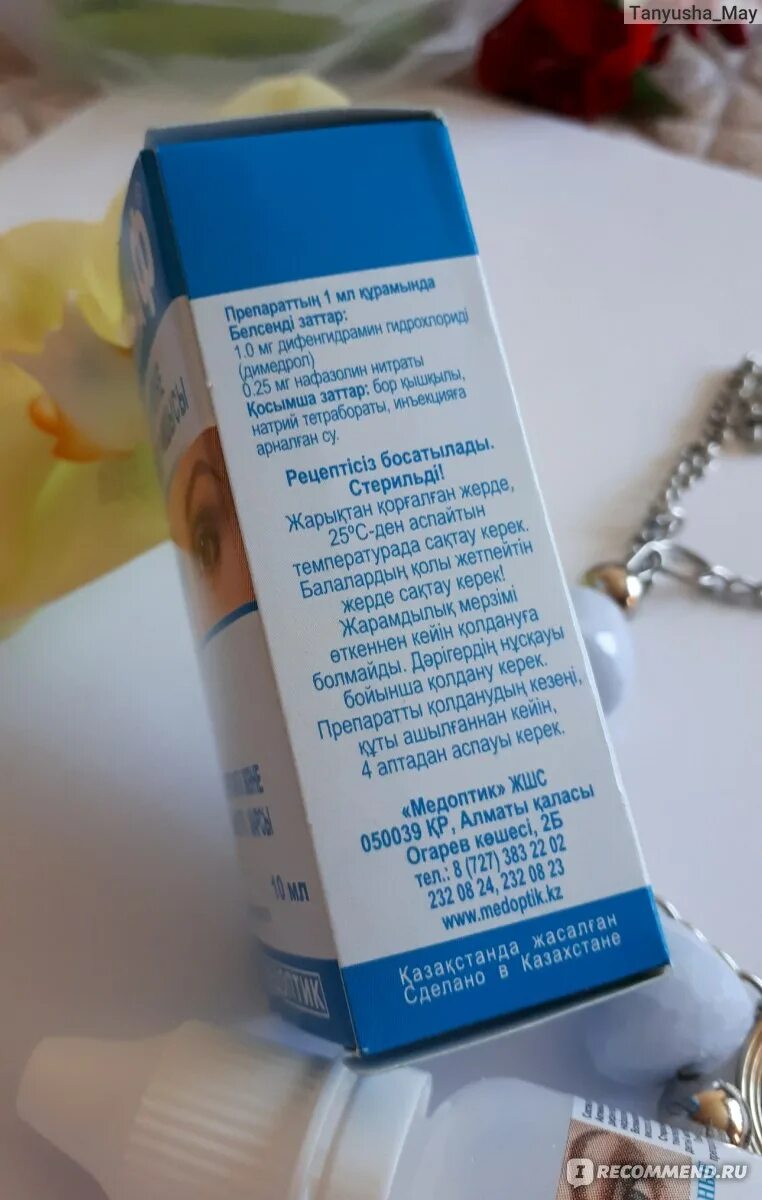 Tanyusha_May
Препараттың 1 мл құрамында
Белсенді заттар:
1.0 мг дифенгидрамин гидрохлориді
(димедрол)
0.25 мг нафазолин нитраты
Қосымша заттар: бор қышқылы,
натрий тетрабораты, инъекцияға
арналған су.
Рецептісіз босатылады.
Стерильді!
Жарықтан қорғалған жерде,
25ºС-ден аспайтын
температурада сақтау керек.
Балалардың қолы жетпейтін
жерде сақтау керек!
Жарамдылық мерзімі
өткеннен кейін қолдануға
болмайды. Дәрігердің нұсқауы
бойынша қолдану керек.
Препаратты қолданудың кезеңі,
құты ашылғаннан кейін,
4 аптадан аспауы керек.
«Медоптик» ЖШС
050039 ҚР, Алматы қаласы
Огарев көшесі, 2Б
тел.: 8 (727) 383 22 02
232 08 24, 232 08 23
www.medoptik.kz
Қазақстанда жасалған
Сделано в Казахстане
10 мл
IRECOMMEND.RU